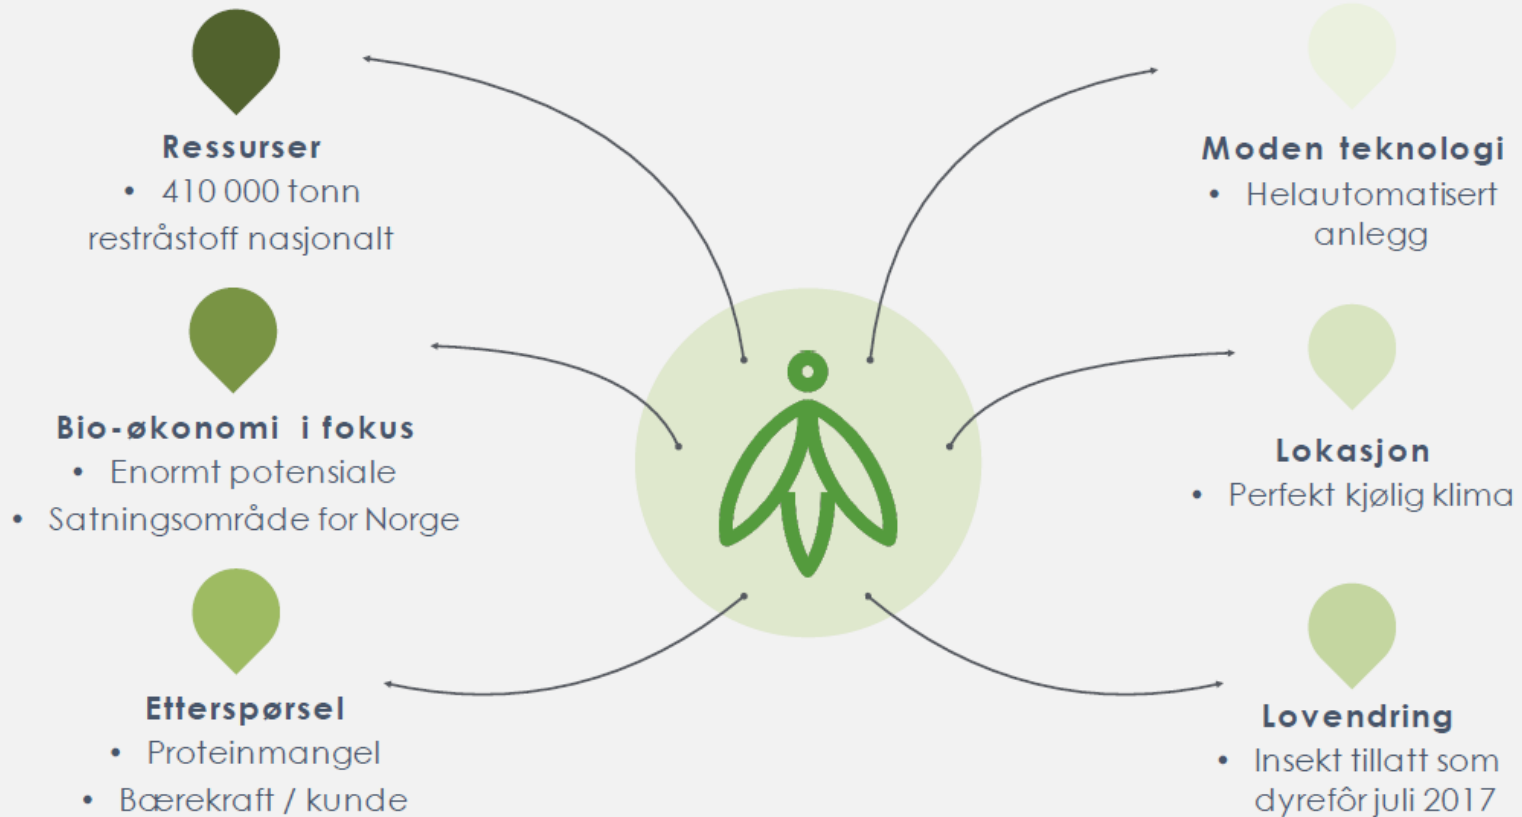 Ressurser
• 410 000 tonn
restråstoff nasjonalt
Bio-økonomi i fokus
• Enormt potensiale
• Satningsområde for Norge
Etterspørsel
• Proteinmangel
• Bærekraft / kunde
Moden teknologi
• Helautomatisert
anlegg
Lokasjon
• Perfekt kjølig klima
Lovendring
• Insekt tillatt som
dyrefôr juli 2017